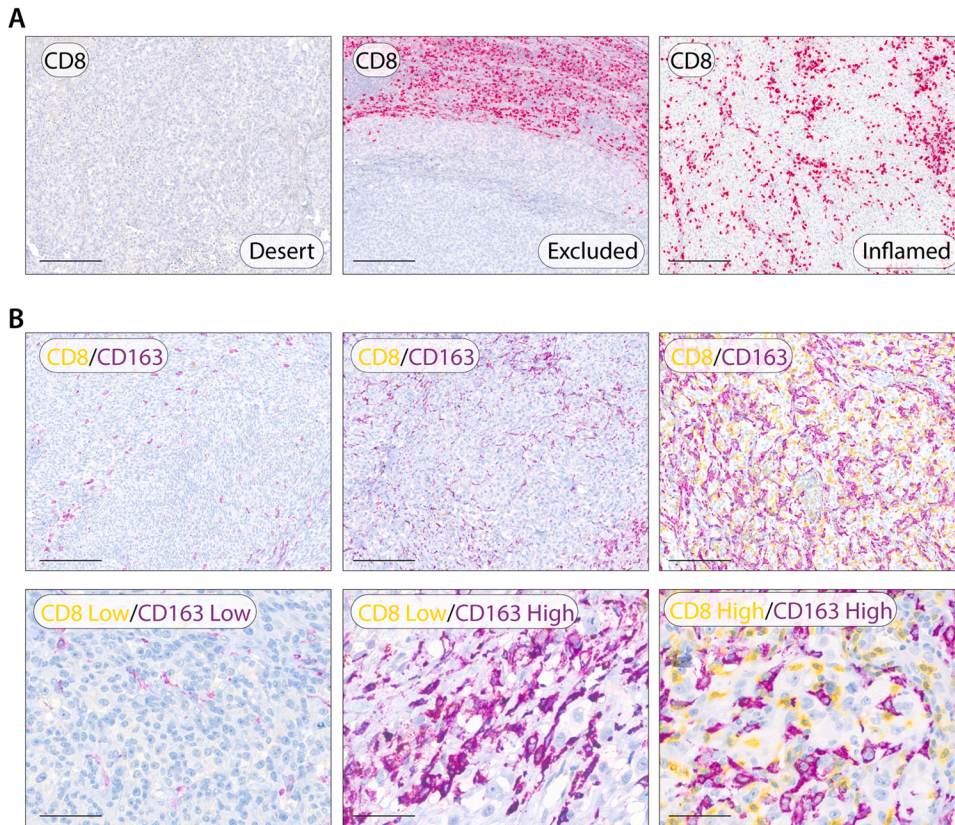 A
CD8
CD8
CD8
Desert
Excluded
Inflamed
B
CD8/CD163
CD8/CD163
CD8/CD163
CD8 Low/CD163 Low
CD8 Low/CD163 High
CD8 High/CD163 High